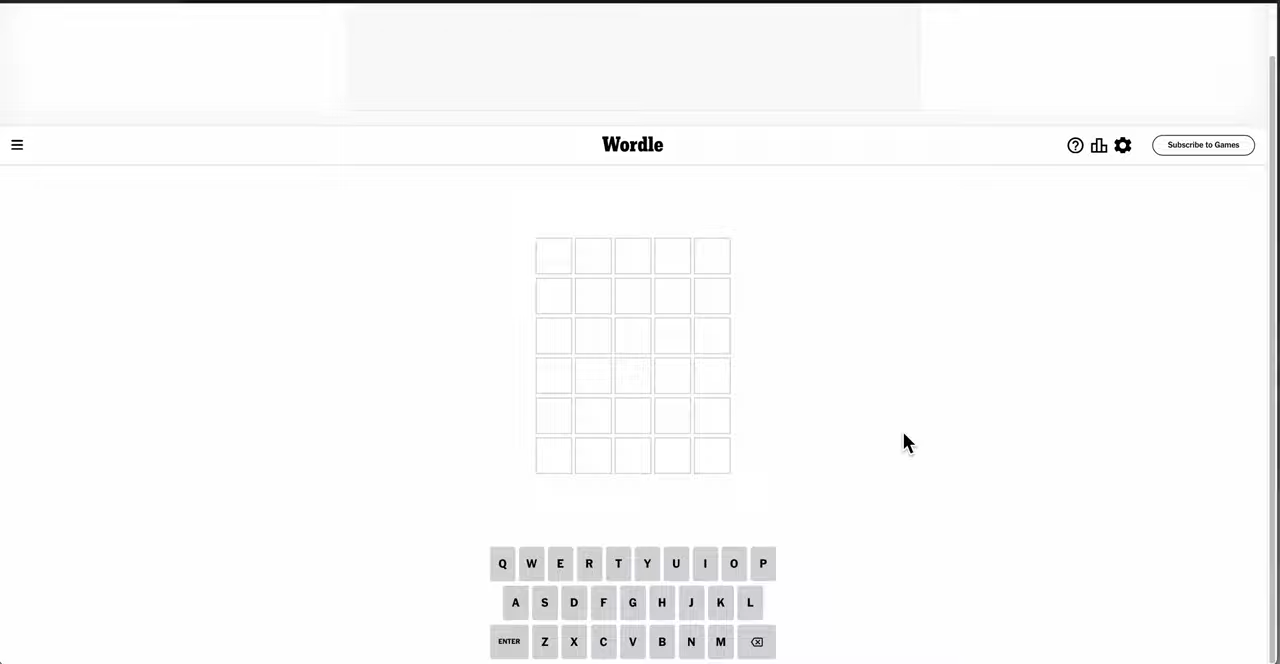 Wordle
Subscribe to Games
Q W E R T Y U I O P
A S D F G H J K L
ENTER Z X C V B N M